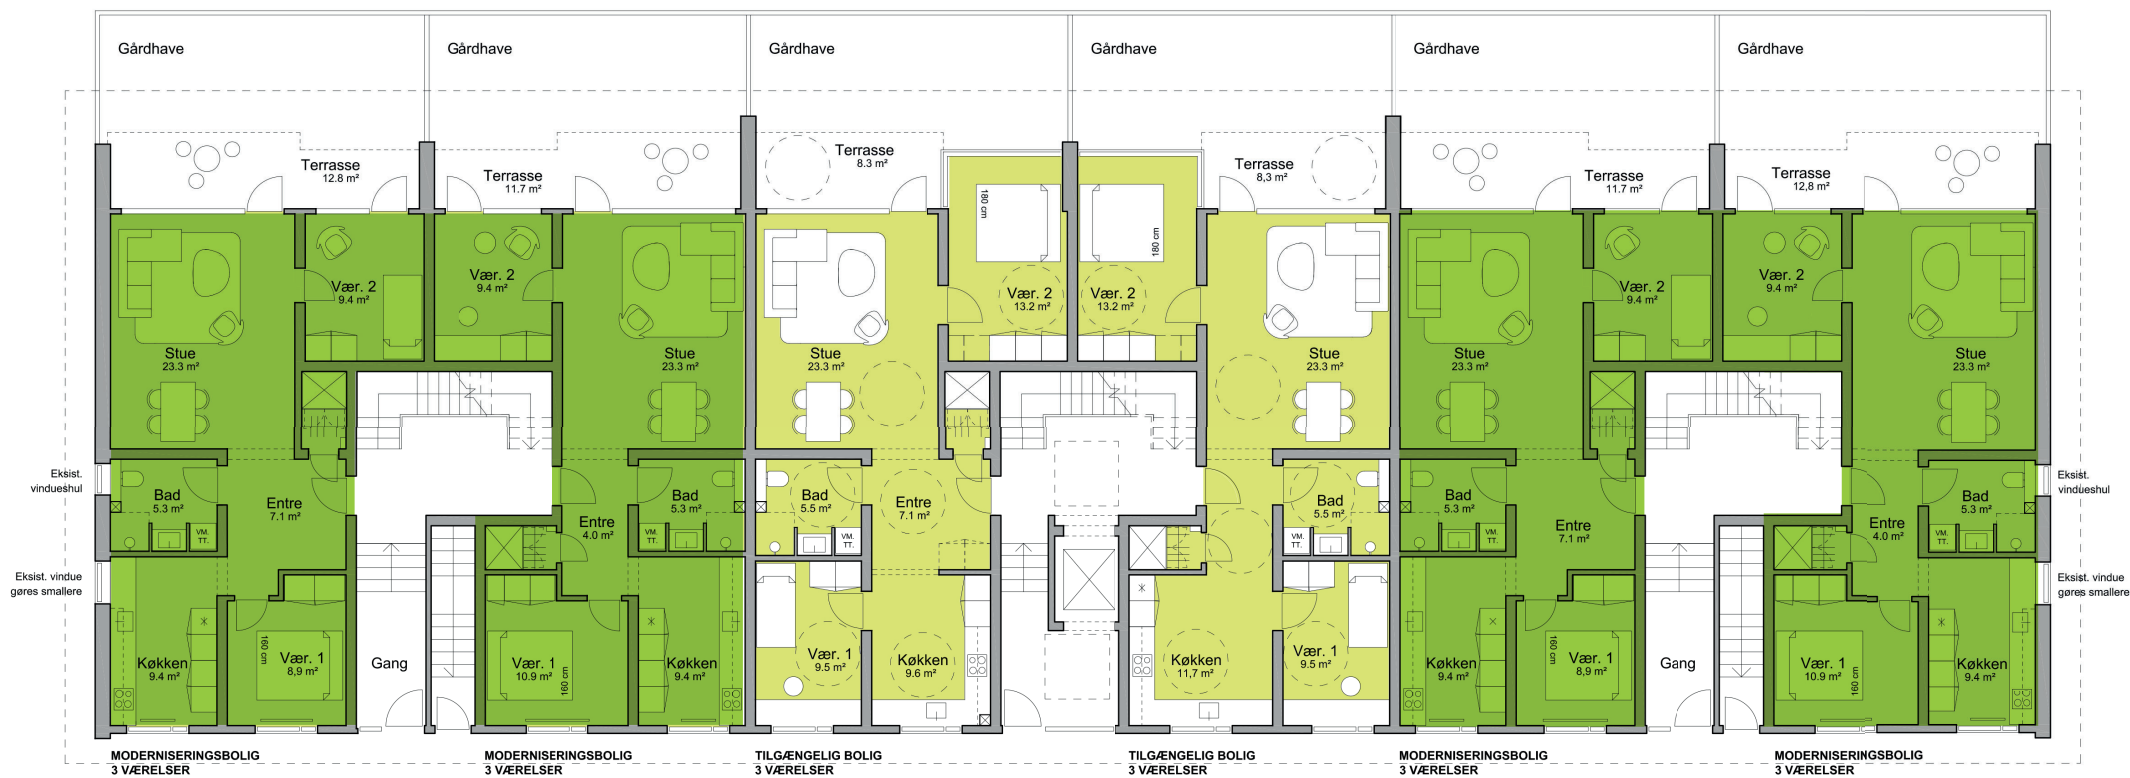 Gårdhave
Gårdhave
Gårdhave
Gårdhave
Gårdhave
Gårdhave
Terrasse
12.8 m²
Terrasse
11.7 m²
Terrasse
8.3 m²
Terrasse
8,3 m²
Terrasse
11.7 m²
Terrasse
12,8 m²
180 cm
180 cm
Vær. 2
9.4 m²
Vær. 2
9.4 m²
Vær. 2
13.2 m²
Vær. 2
13.2 m²
Vær. 2
9.4 m²
Vær. 2
9.4 m²
Stue
23.3 m²
Stue
23.3 m²
Stue
23.3 m²
Stue
23.3 m²
Stue
23.3 m²
Stue
23.3 m²
Eksist.
vindueshul
Bad
5.3 m²
Entre
7.1 m²
VM.
TT.
Entre
4.0 m²
Bad
5.3 m²
VM.
TT.
Bad
5.5 m²
VM.
TT.
Entre
7.1 m²
Bad
5.5 m²
VM.
TT.
Bad
5.3 m²
VM.
TT.
Entre
7.1 m²
Entre
4.0 m²
Bad
5.3 m²
VM.
TT.
Eksist.
vindueshul
Eksist. vindue
gøres smallere
Køkken
9.4 m²
160 cm
Vær. 1
8,9 m²
Gang
Vær. 1
10.9 m²
160 cm
Køkken
9.4 m²
Vær. 1
9.5 m²
Køkken
9.6 m²
Køkken
11,7 m²
Vær. 1
9.5 m²
Køkken
9.4 m²
160 cm
Vær. 1
8,9 m²
Gang
Vær. 1
10.9 m²
160 cm
Køkken
9.4 m²
Eksist. vindue
gøres smallere
MODERNISERINGSBOLIG
3 VÆRELSER
MODERNISERINGSBOLIG
3 VÆRELSER
TILGÆNGELIG BOLIG
3 VÆRELSER
TILGÆNGELIG BOLIG
3 VÆRELSER
MODERNISERINGSBOLIG
3 VÆRELSER
MODERNISERINGSBOLIG
3 VÆRELSER